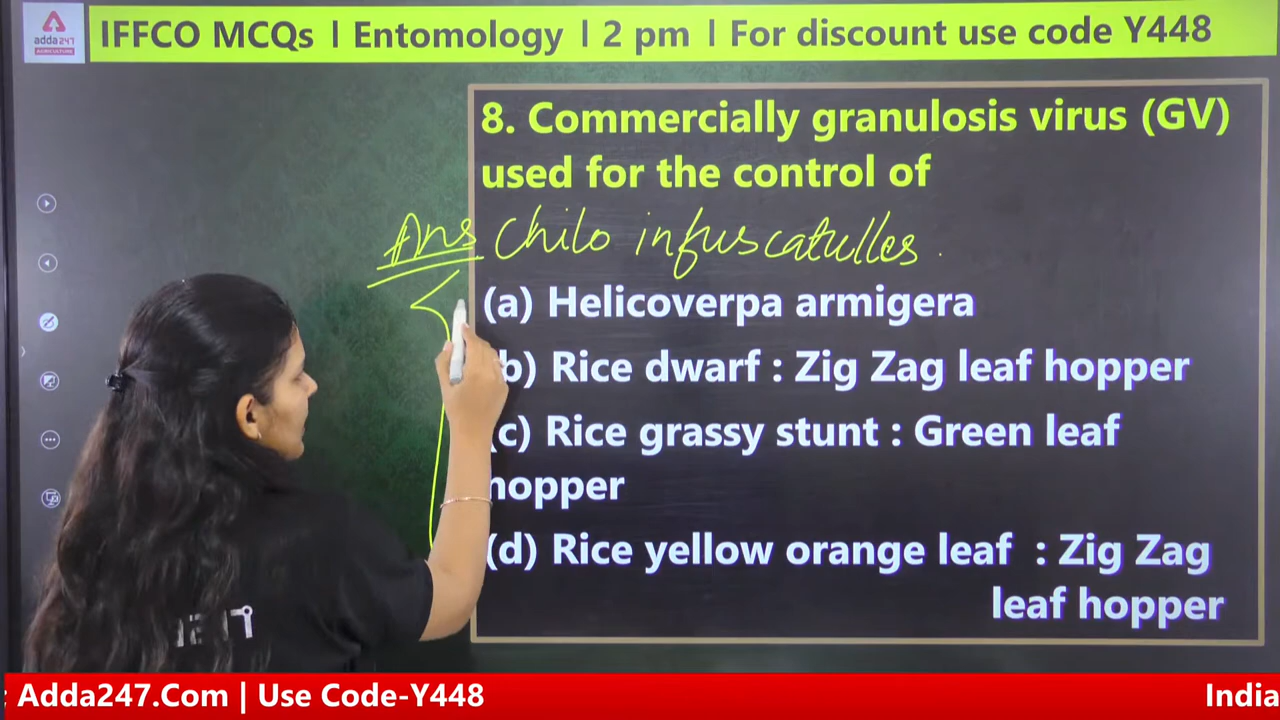 adda247
AGRICULTURE
IFFCO MCQs | Entomology | 2 pm | For discount use code Y448
8. Commercially granulosis virus (GV)
used for the control of
Ans Chilo infuscatulles.
(a) Helicoverpa armigera
b) Rice dwarf : Zig Zag leaf hopper
(c) Rice grassy stunt : Green leaf
hopper
(d) Rice yellow orange leaf : Zig Zag
leaf hopper
: Adda247.Com | Use Code-Y448
India